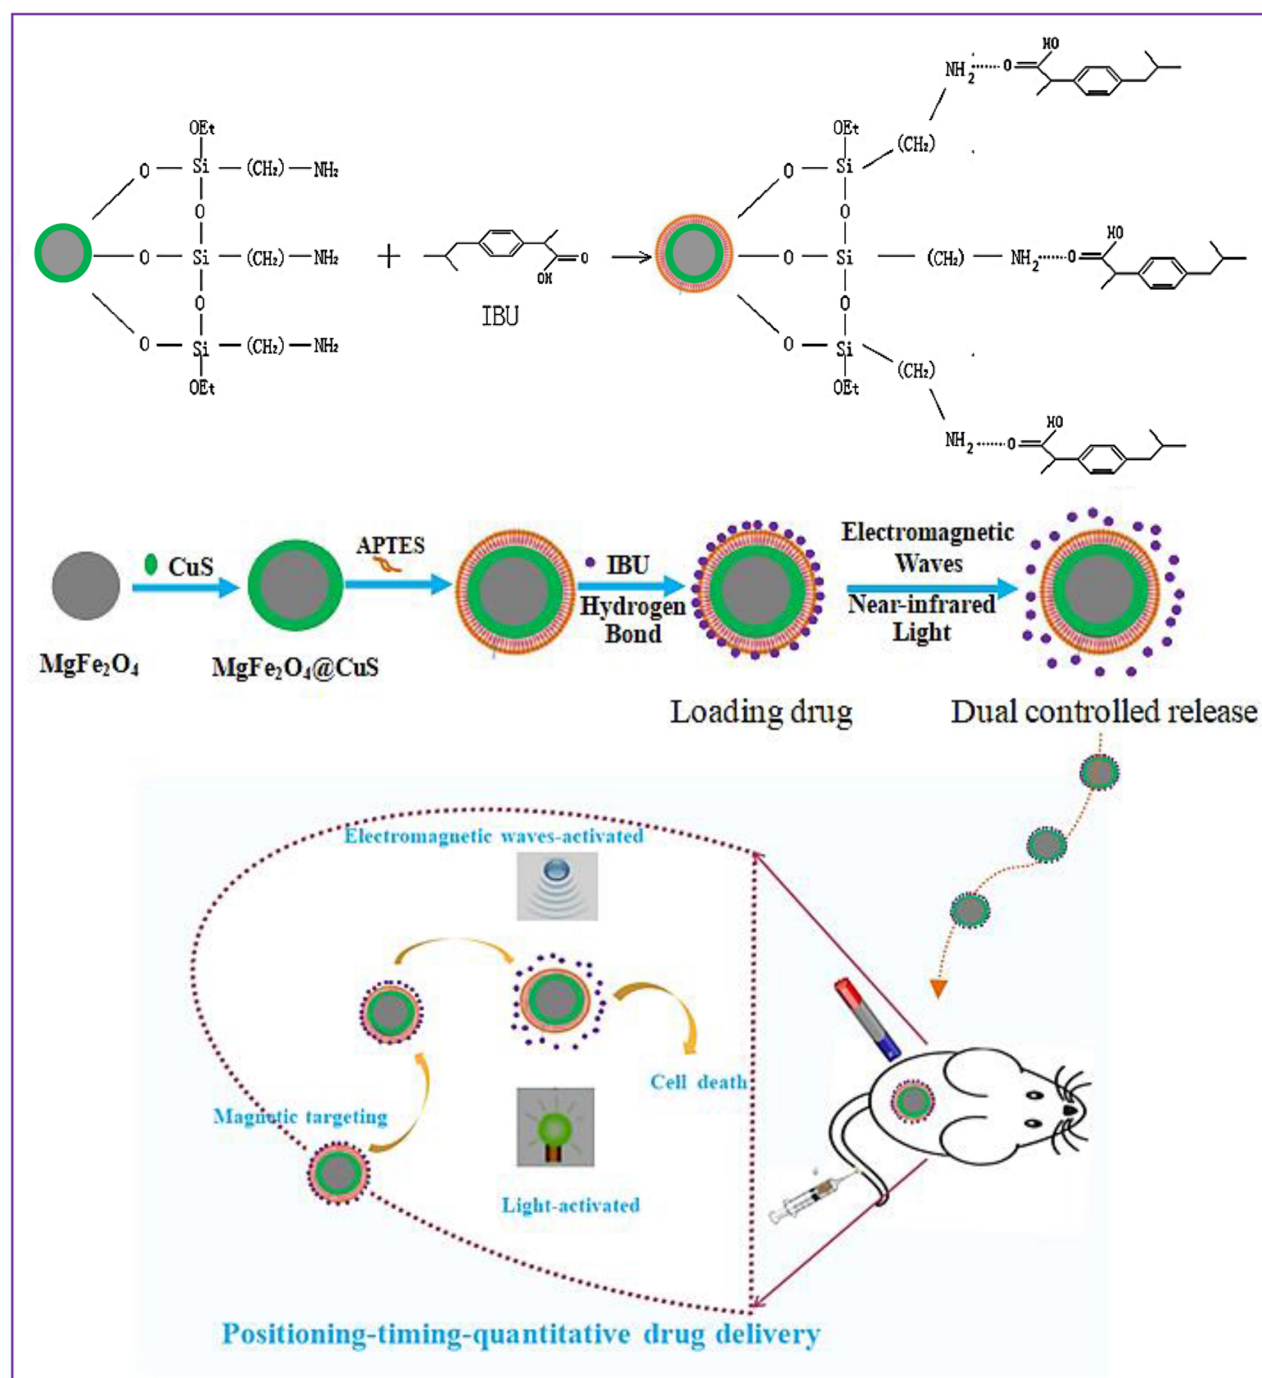 HO
NH₂ O
OEt OEt
(CH₂)
O — Si — (CH₂) — NH₂ O — Si
O O
HO
O — Si — (CH₂) — NH₂ + O O — Si — (CH₂) — NH₂ O
OH
O IBU O
O — Si — (CH₂) — NH₂ O — Si
(CH₂)
OEt OEt
HO
NH₂ O
CuS
APTES
IBU
Hydrogen
Bond
Electromagnetic
Waves
Near-infrared
Light
MgFe₂O₄
MgFe₂O₄@CuS
Loading drug
Dual controlled release
Electromagnetic waves-activated
Cell death
Magnetic targeting
Light-activated
Positioning-timing-quantitative drug delivery